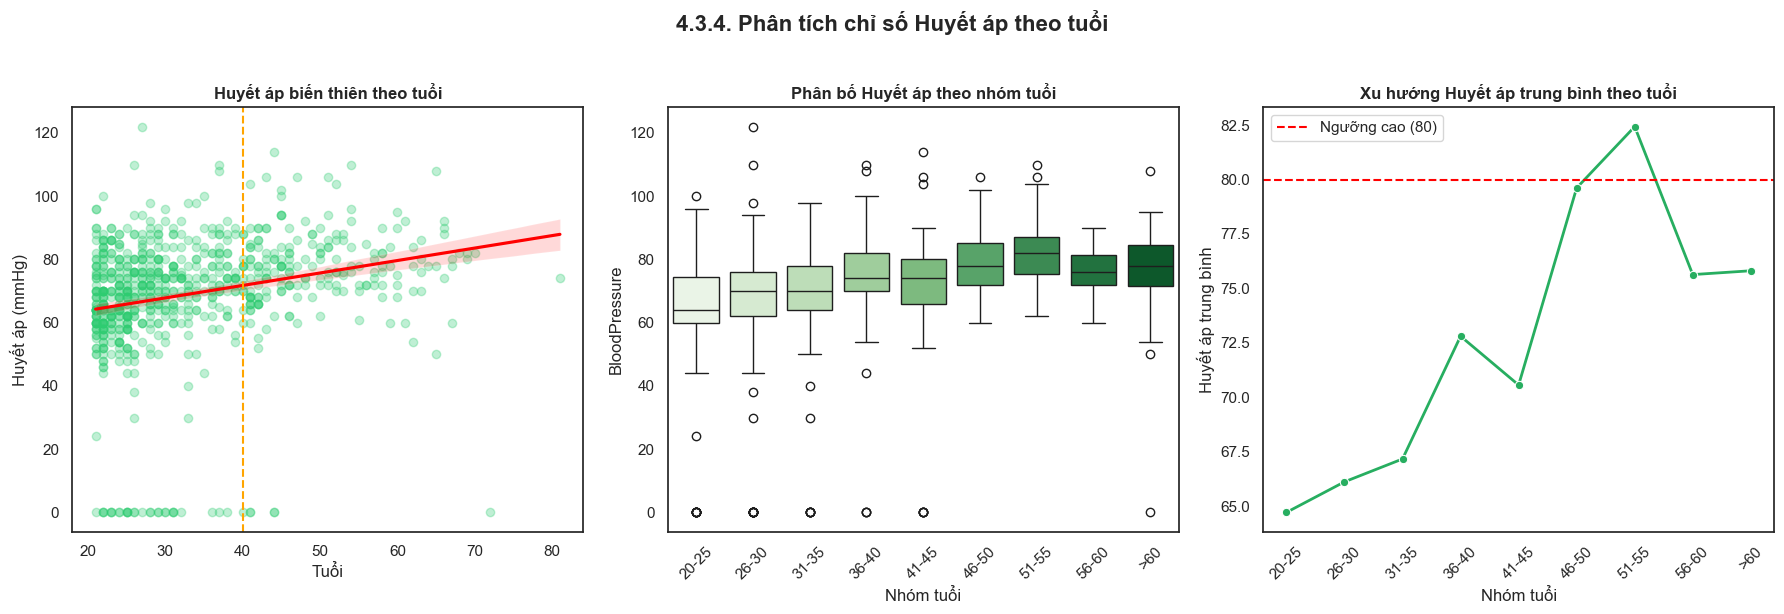 4.3.4. Phân tích chỉ số Huyết áp theo tuổi
Huyết áp biến thiên theo tuổi
Huyết áp (mmHg)
120
100
80
60
40
20
0
20 30 40 50 60 70 80
Tuổi
Phân bố Huyết áp theo nhóm tuổi
BloodPressure
120
100
80
60
40
20
0
20-25 26-30 31-35 36-40 41-45 46-50 51-55 56-60 >60
Nhóm tuổi
Xu hướng Huyết áp trung bình theo tuổi
Ngưỡng cao (80)
Huyết áp trung bình
82.5
80.0
77.5
75.0
72.5
70.0
67.5
65.0
20-25 26-30 31-35 36-40 41-45 46-50 51-55 56-60 >60
Nhóm tuổi